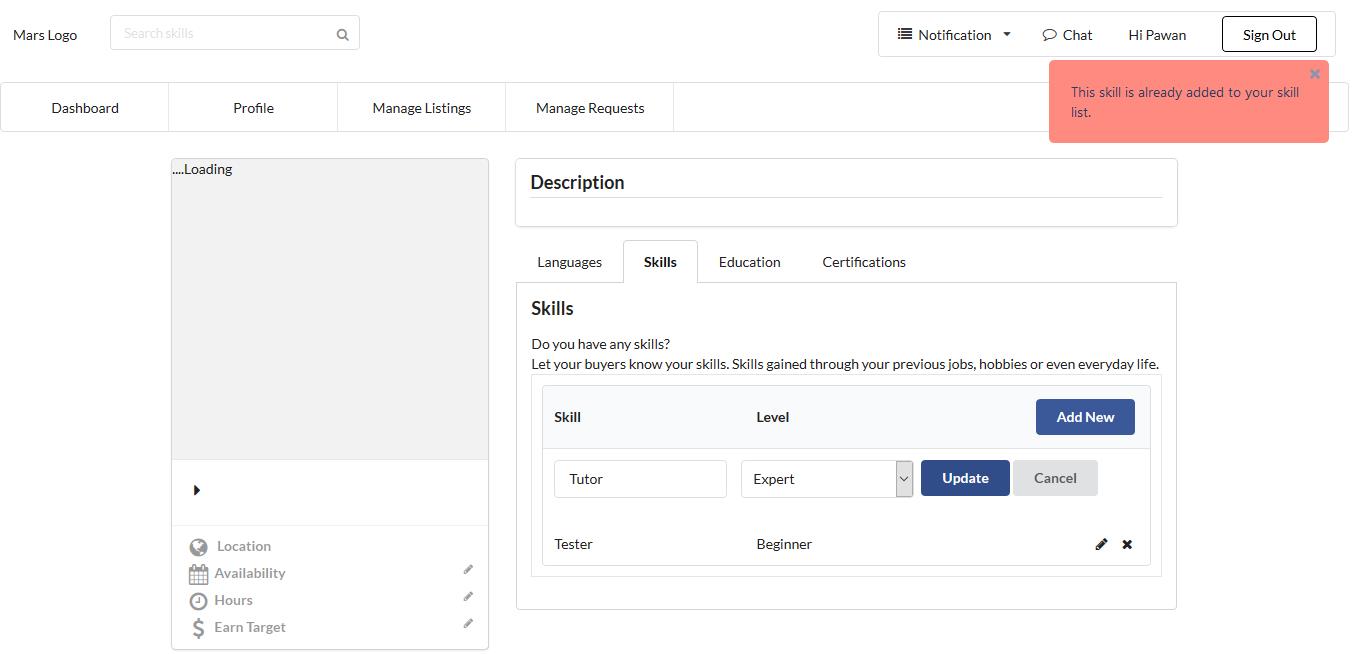 Mars Logo
Search skills
Notification
Chat
Hi Pawan
Sign Out
This skill is already added to your skill
list.
Dashboard
Profile
Manage Listings
Manage Requests
....Loading
Location
Availability
Hours
Earn Target
Description
Languages
Skills
Education
Certifications
Skills
Do you have any skills?
Let your buyers know your skills. Skills gained through your previous jobs, hobbies or even everyday life.
Skill
Level
Add New
Tutor
Expert
Update
Cancel
Tester
Beginner